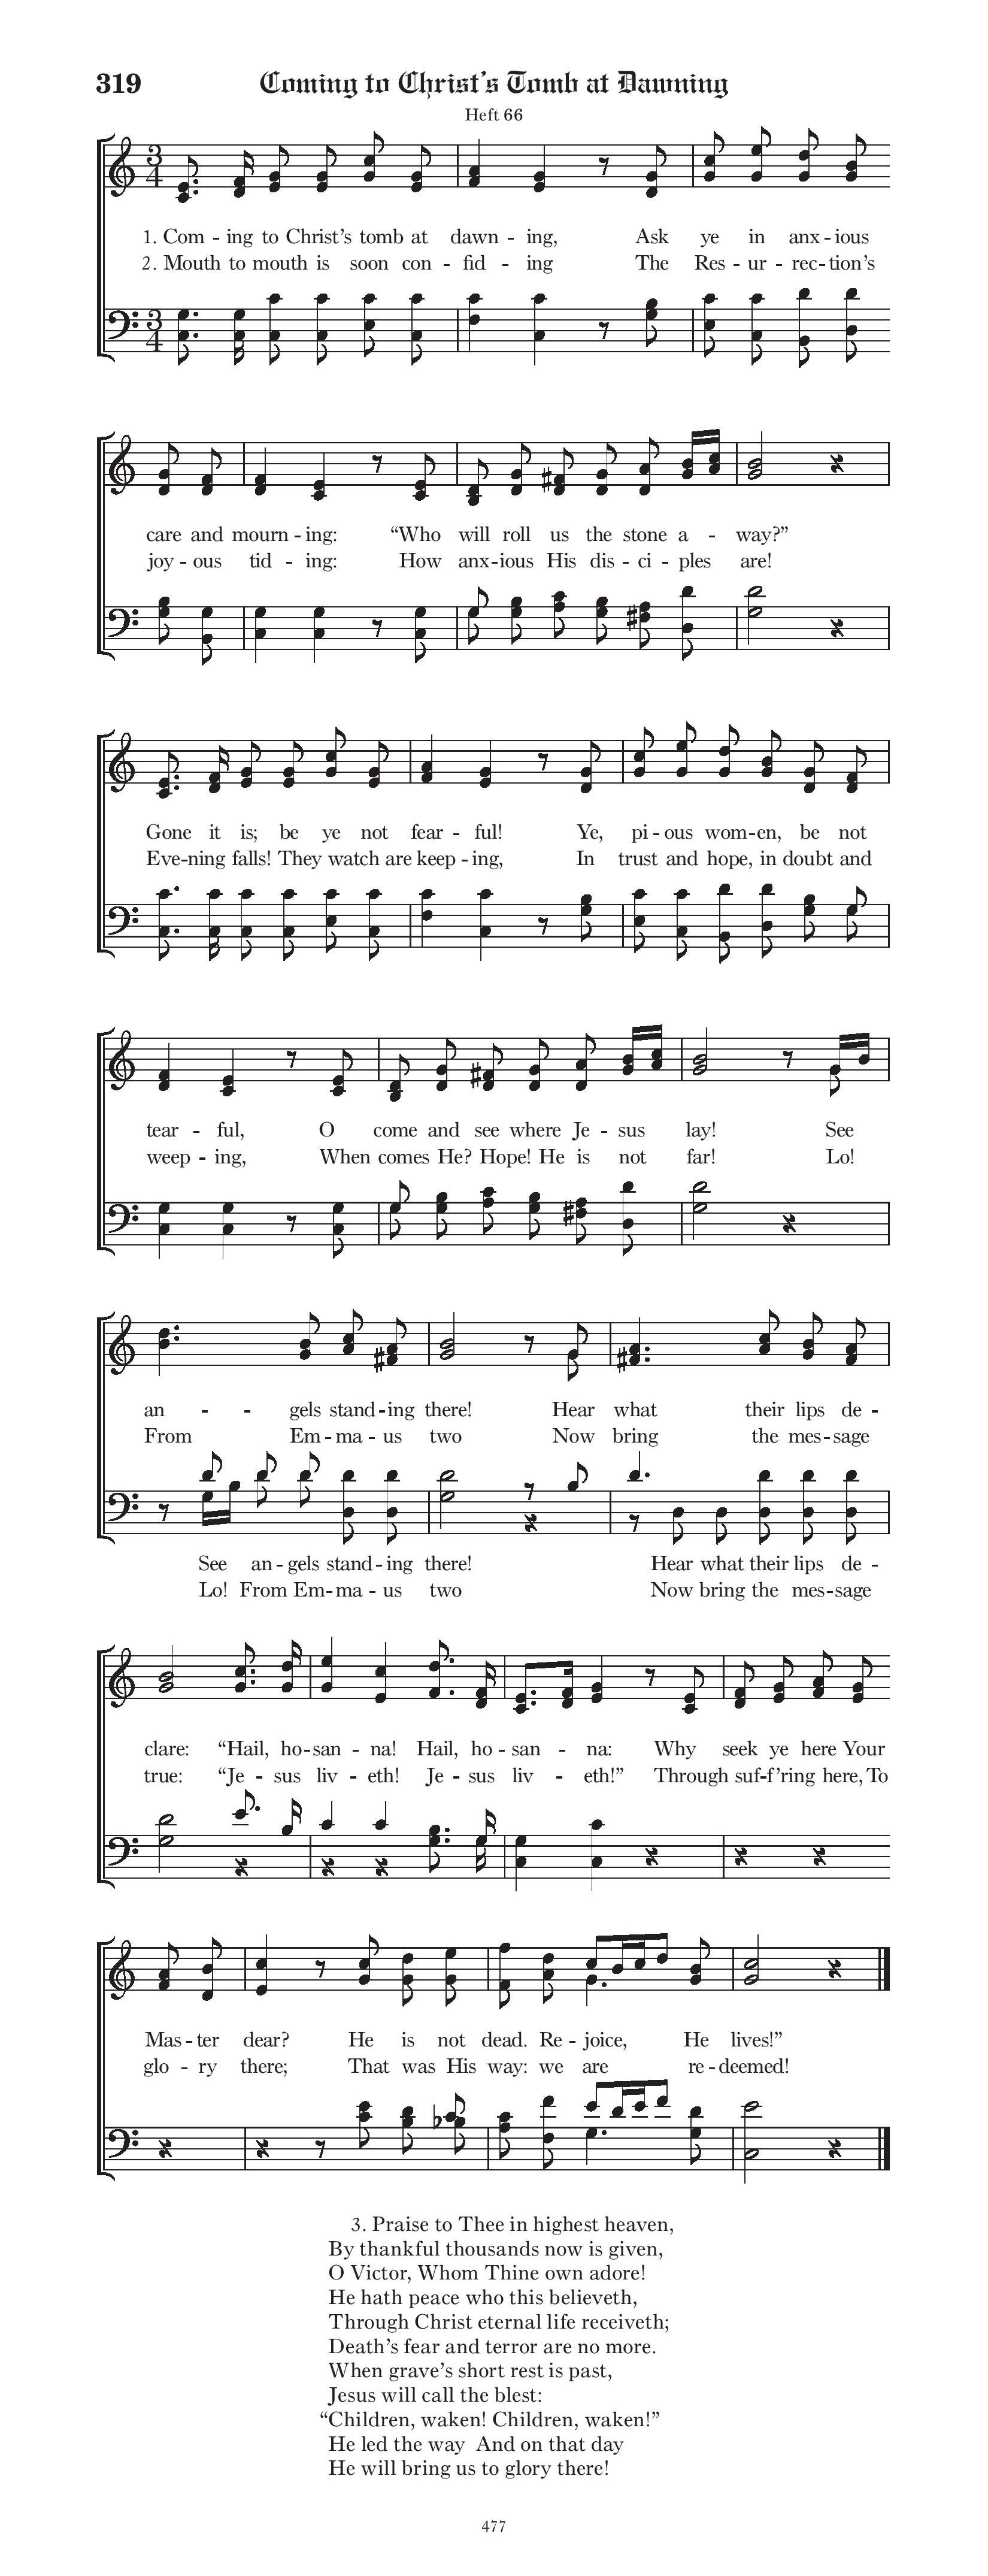 319 Coming to Christ's Tomb at Dawning
Heft 66
1. Com - ing to Christ's tomb at dawn - ing, Ask ye in anx - ious
2. Mouth to mouth is soon con - fid - ing The Res - ur - rec - tion's
care and mourn - ing: “Who will roll us the stone a - way?”
joy - ous tid - ing: How anx - ious His dis - ci - ples are!
Gone it is; be ye not fear - ful! Ye, pi - ous wom - en, be not
Eve - ning falls! They watch are keep - ing, In trust and hope, in doubt and
tear - ful, O come and see where Je - sus lay! See
weep - ing, When comes He? Hope! He is not far! Lo!
an - - gels stand - ing there! Hear what their lips de -
From Em - ma - us two Now bring the mes - sage
See an - gels stand - ing there! Hear what their lips de -
Lo! From Em - ma - us two Now bring the mes - sage
clare: “Hail, ho - san - na! Hail, ho - san - na: Why seek ye here Your
true: “Je - sus liv - eth! Je - sus liv - eth!” Through suf - f'ring here, To
Mas - ter dear? He is not dead. Re - joice, He lives!”
glo - ry there; That was His way: we are re - deemed!
3. Praise to Thee in highest heaven,
By thankful thousands now is given,
O Victor, Whom Thine own adore!
He hath peace who this believeth,
Through Christ eternal life receiveth;
Death's fear and terror are no more.
When grave's short rest is past,
Jesus will call the blest:
“Children, waken! Children, waken!”
He led the way And on that day
He will bring us to glory there!
477